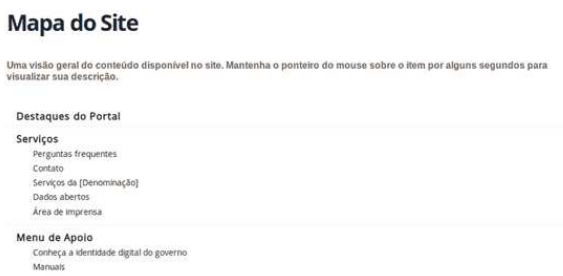 Mapa do Site
Uma visão geral do conteúdo disponível no site. Mantenha o ponteiro do mouse sobre o item por alguns segundos para
visualizar sua descrição.
Destaques do Portal
Serviços
Perguntas frequentes
Contato
Serviços da [Denominação]
Dados abertos
Área de imprensa
Menu de Apoio
Conheça a identidade digital do governo
Manuais